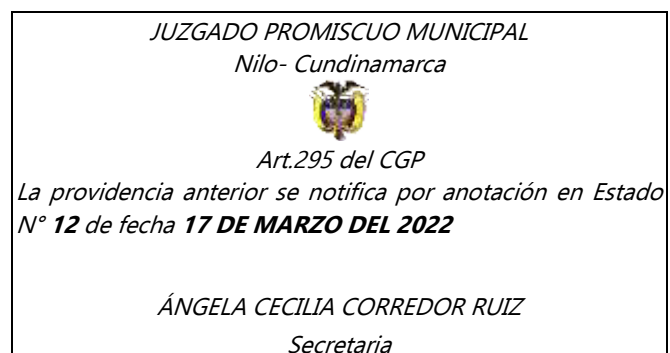 JUZGADO PROMISCUO MUNICIPAL
Nilo- Cundinamarca
Art.295 del CGP
La providencia anterior se notifica por anotación en Estado
N° 12 de fecha 17 DE MARZO DEL 2022
ÁNGELA CECILIA CORREDOR RUIZ
Secretaria